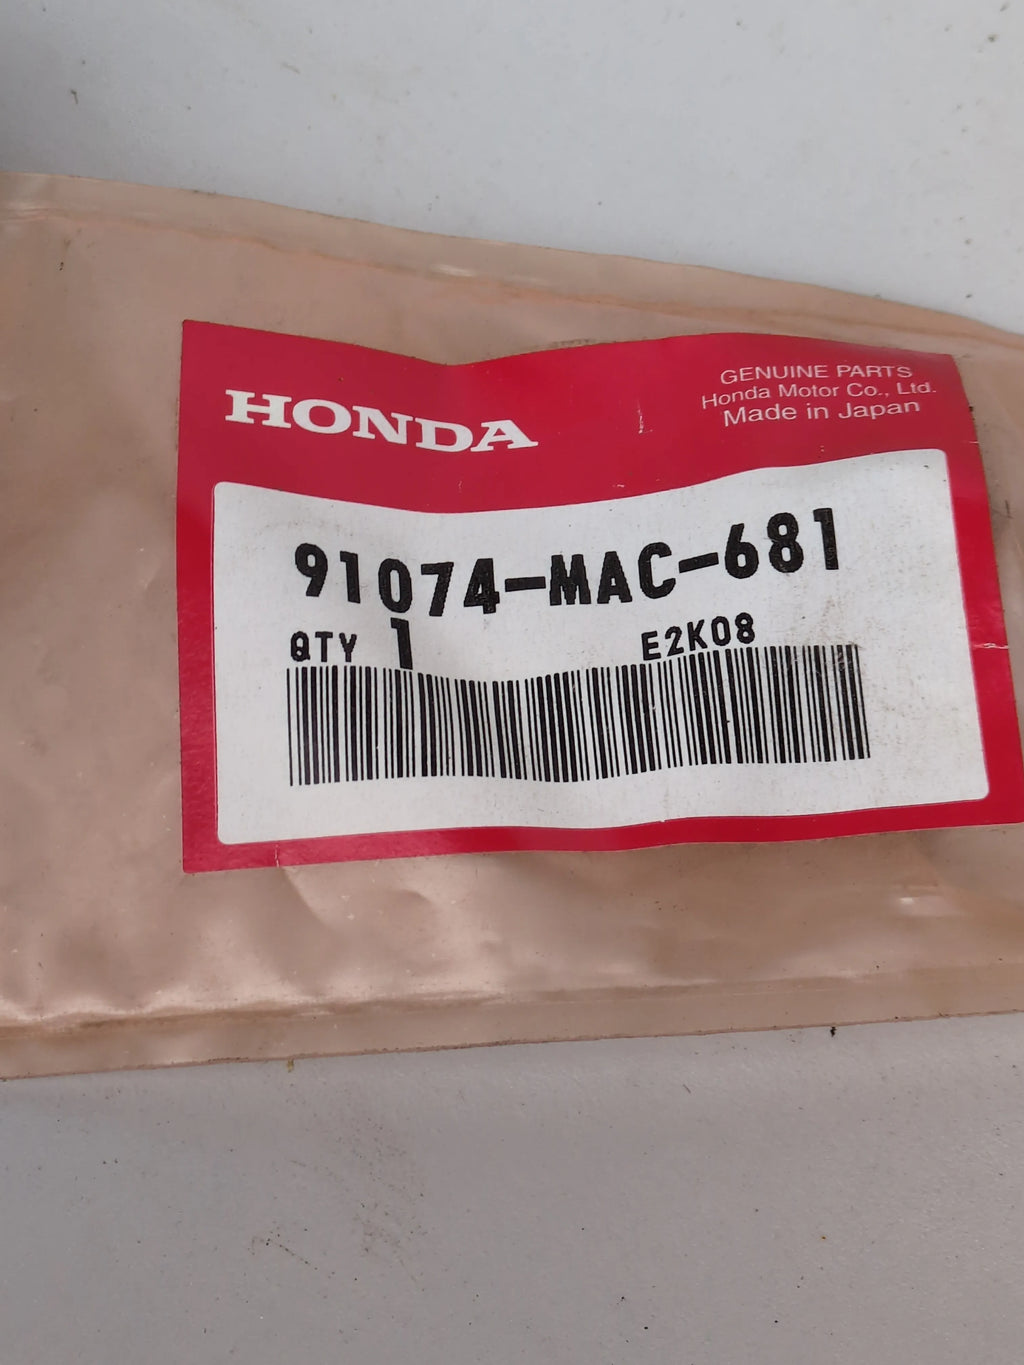 HONDA
GENUINE PARTS
Honda Motor Co., Ltd.
Made in Japan
91074-MAC-681
QTY 1 E2K08